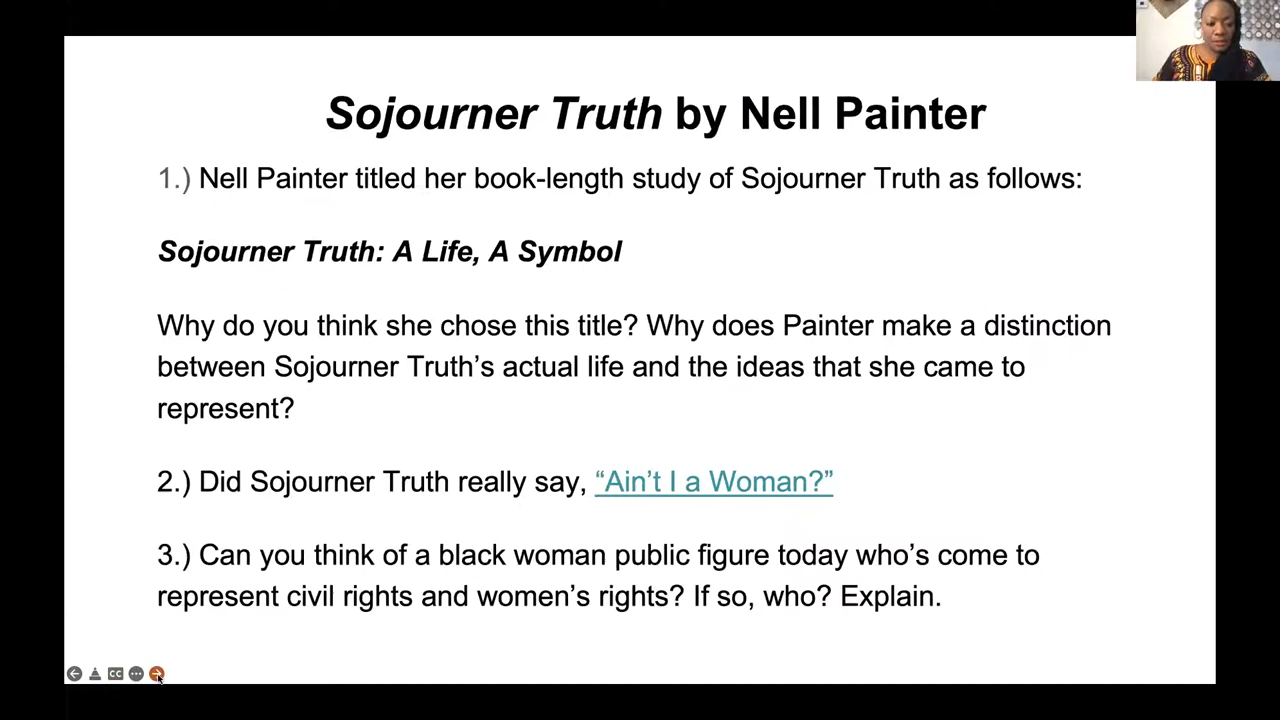 Sojourner Truth by Nell Painter
1.) Nell Painter titled her book-length study of Sojourner Truth as follows:
Sojourner Truth: A Life, A Symbol
Why do you think she chose this title? Why does Painter make a distinction
between Sojourner Truth’s actual life and the ideas that she came to
represent?
2.) Did Sojourner Truth really say, “Ain’t I a Woman?”
3.) Can you think of a black woman public figure today who’s come to
represent civil rights and women’s rights? If so, who? Explain.
CC